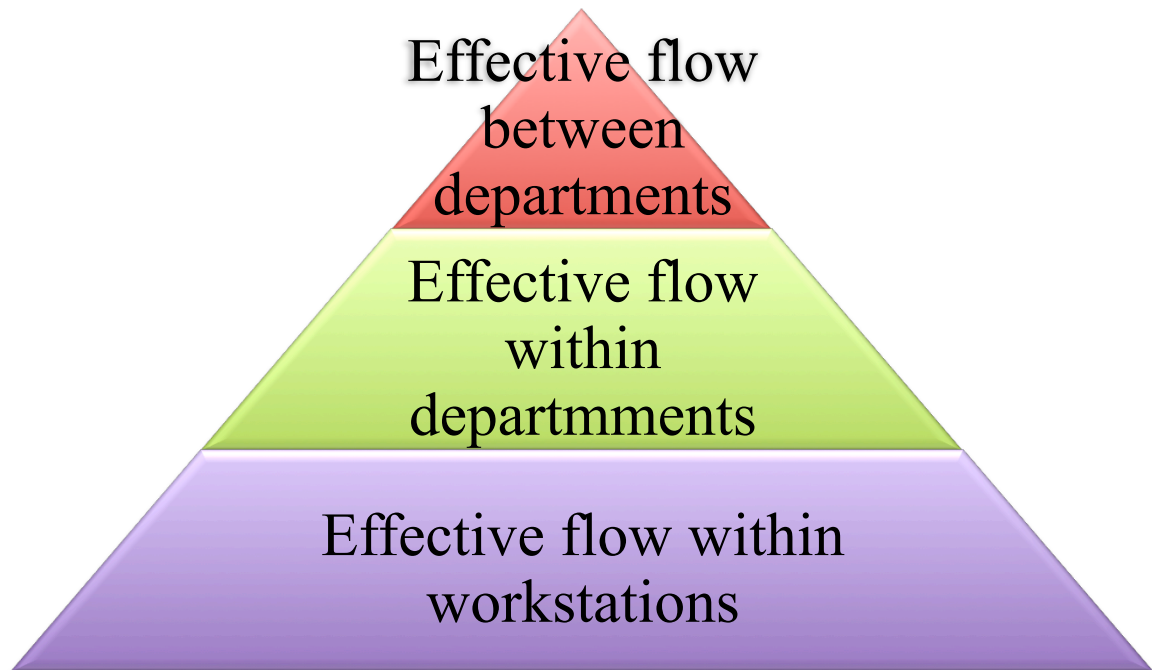 Effective flow
between
departments
Effective flow
within
departmments
Effective flow within
workstations